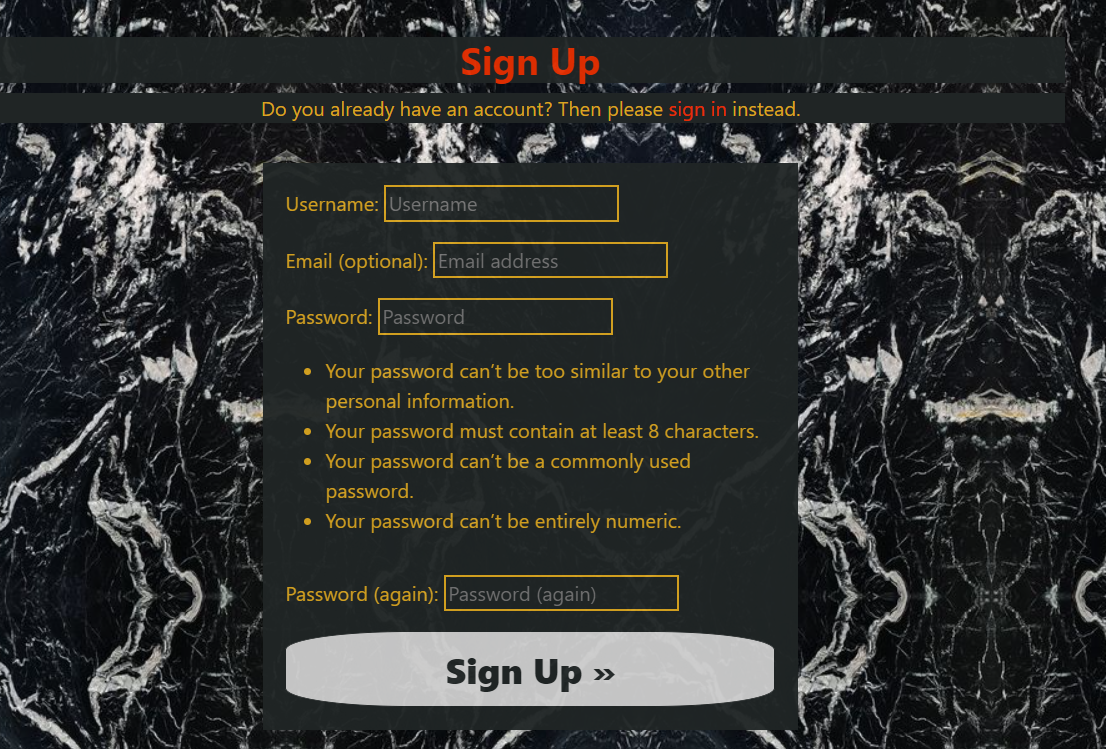 Sign Up
Do you already have an account? Then please sign in instead.
Username: Username
Email (optional): Email address
Password: Password
• Your password can’t be too similar to your other
personal information.
• Your password must contain at least 8 characters.
• Your password can’t be a commonly used
password.
• Your password can’t be entirely numeric.
Password (again): Password (again)
Sign Up »